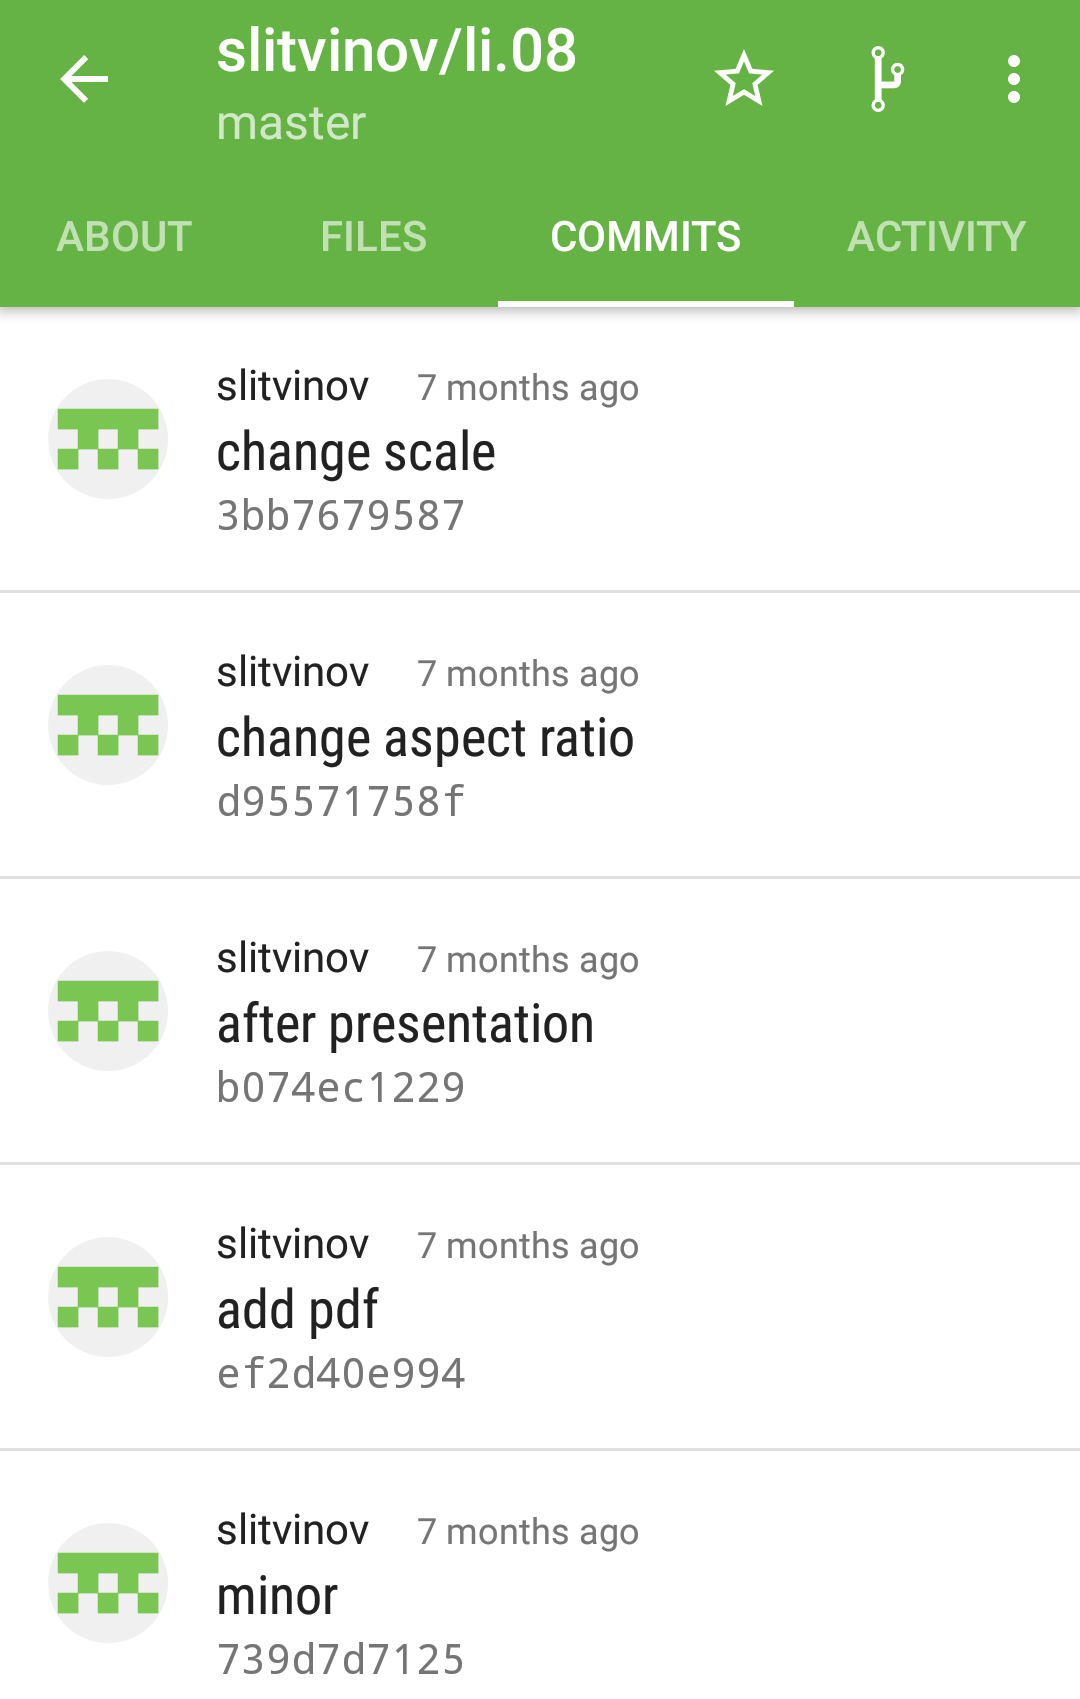 slitvinov/li.08
master
ABOUT FILES COMMITS ACTIVITY
slitvinov 7 months ago
change scale
3bb7679587
slitvinov 7 months ago
change aspect ratio
d95571758f
slitvinov 7 months ago
after presentation
b074ec1229
slitvinov 7 months ago
add pdf
ef2d40e994
slitvinov 7 months ago
minor
739d7d7125